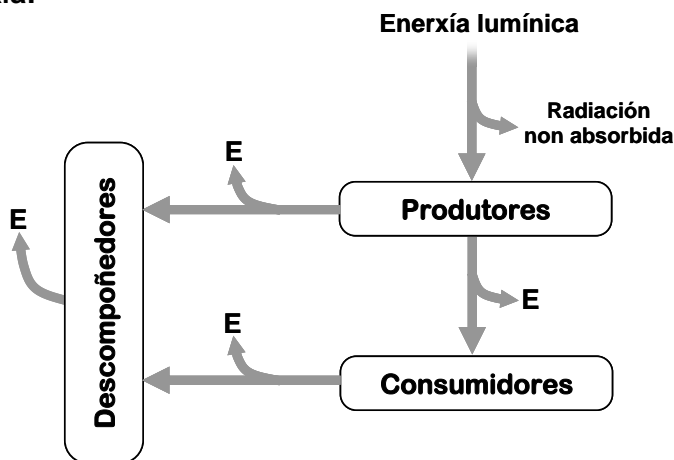 Enerxía lumínica
Radiación
non absorbida
E
Produtores
E
Descompoñedores
E
E
Consumidores